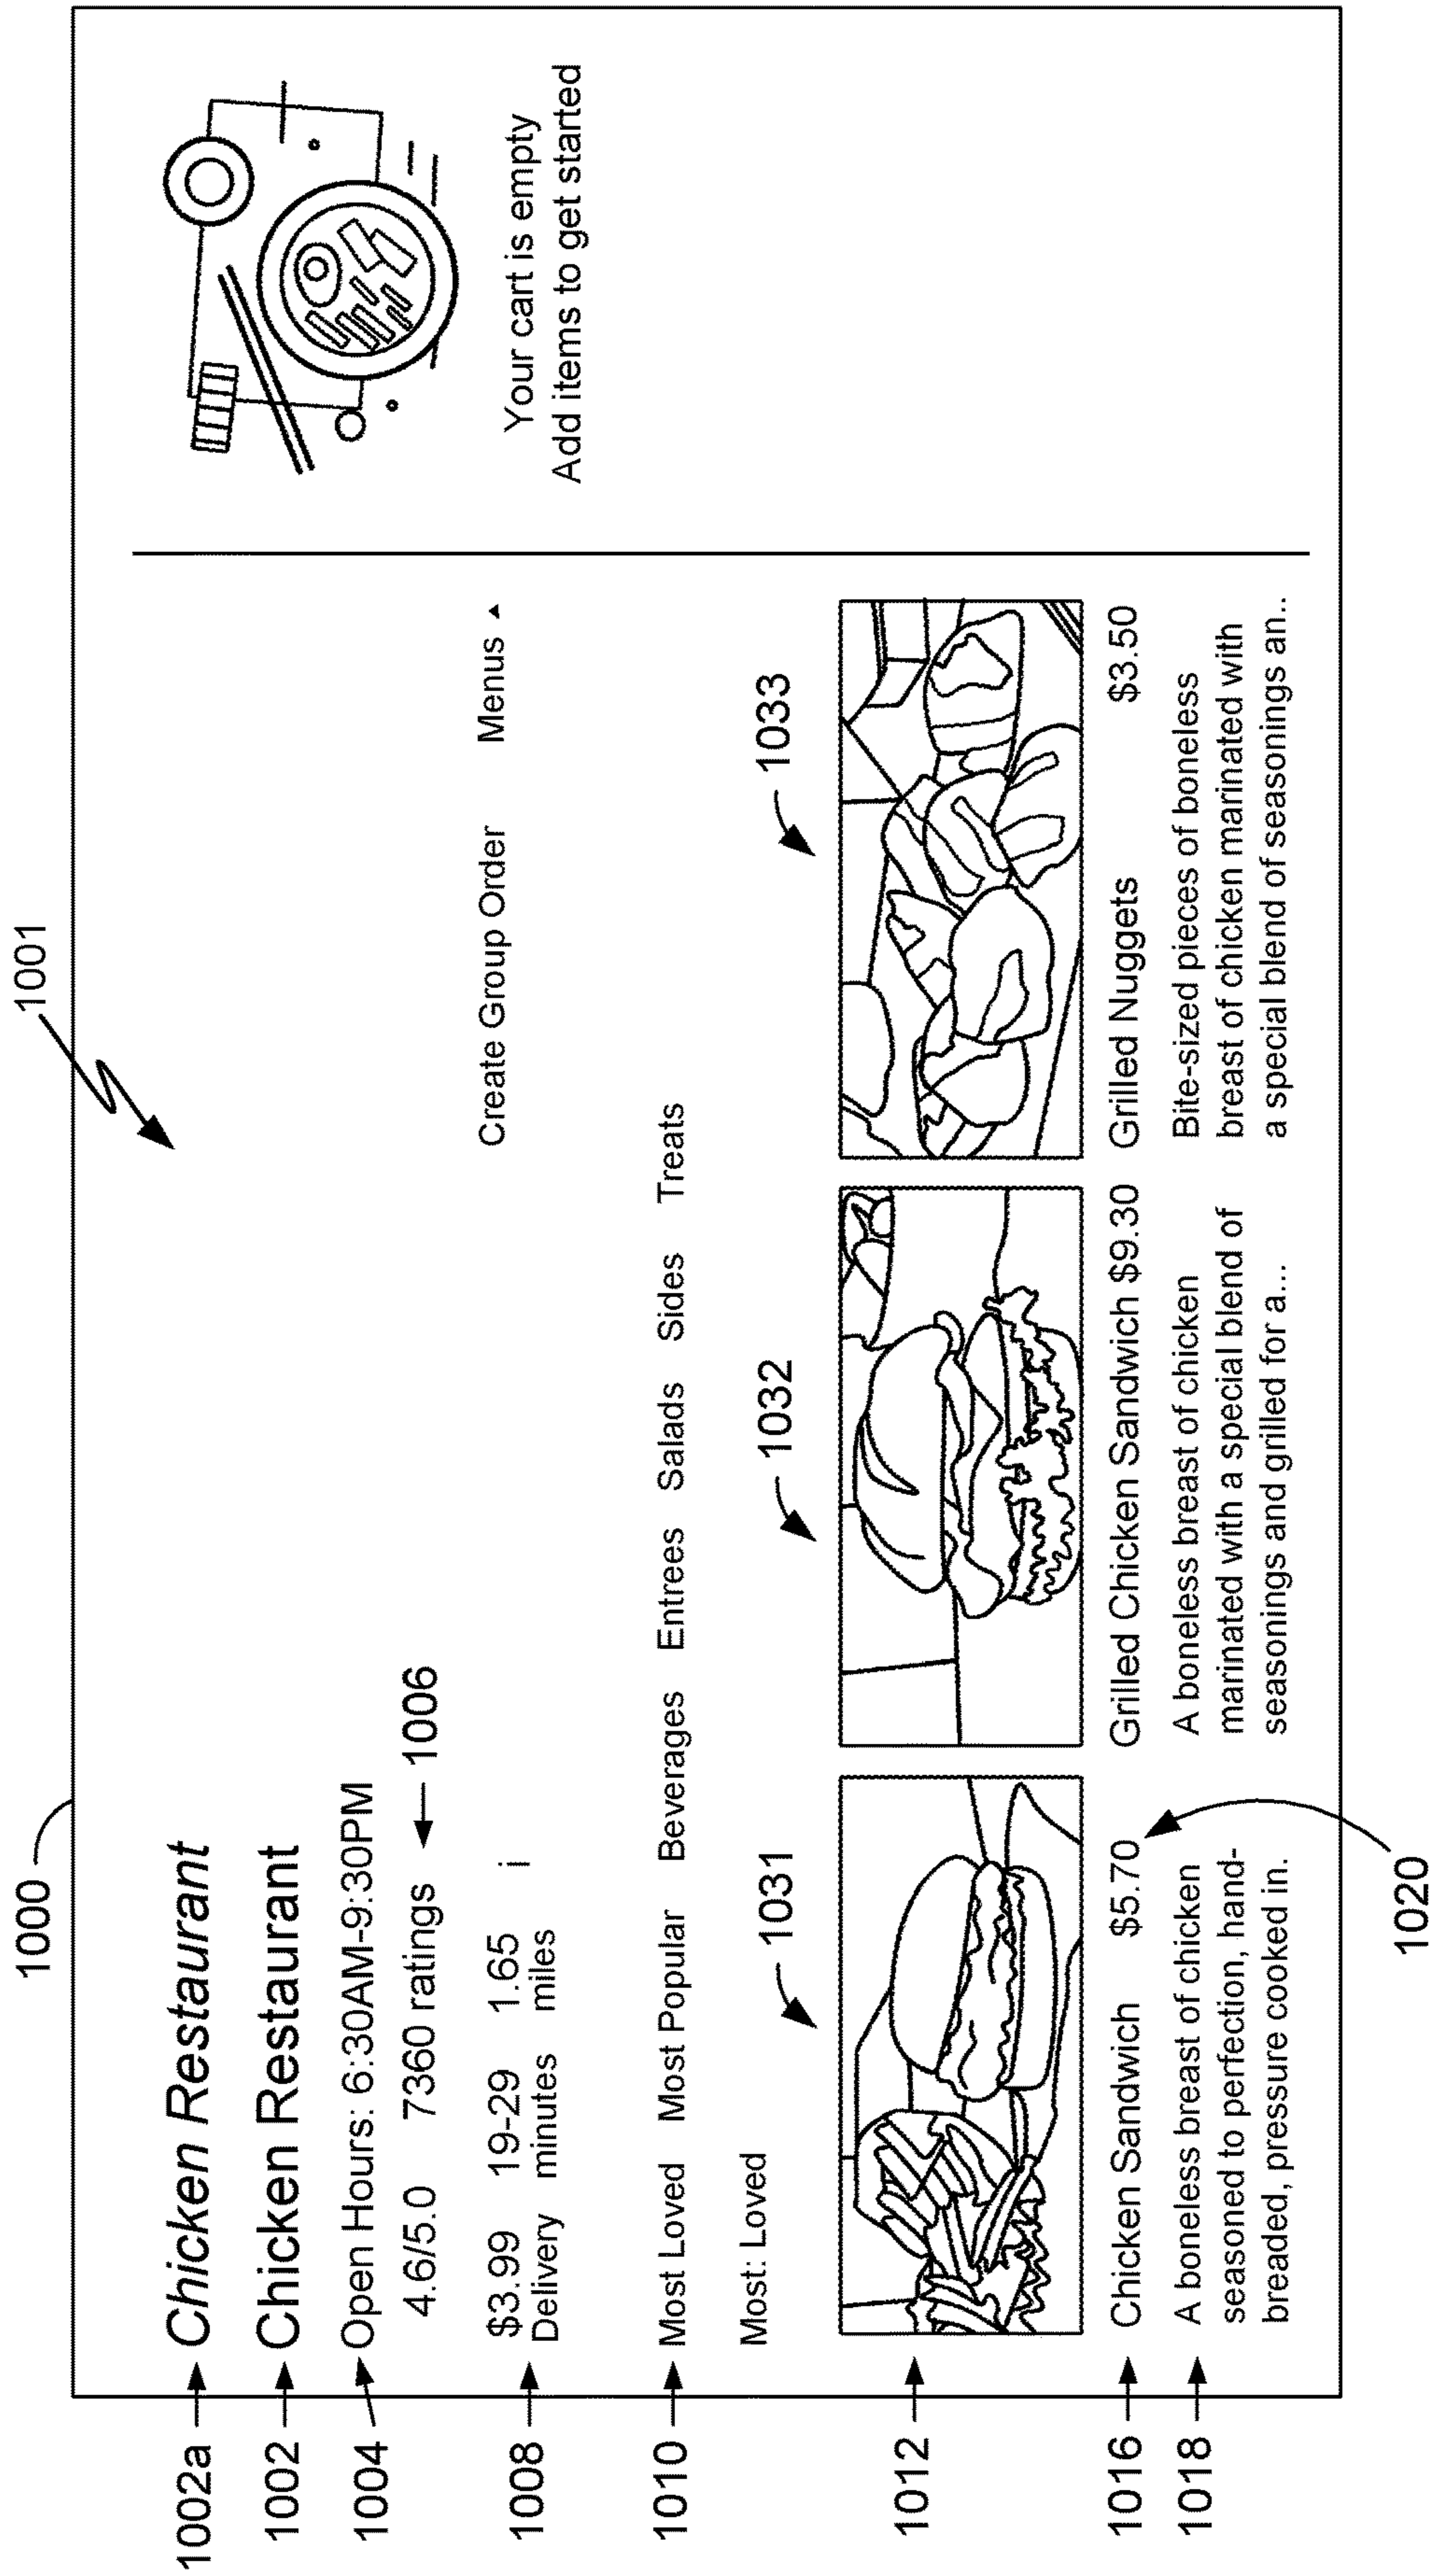 1000
1001
1002a
Chicken Restaurant
1002
Chicken Restaurant
1004
Open Hours: 6:30AM-9:30PM
4.6/5.0 7360 ratings
1006
1008
$3.99 19-29 1.65 i
Delivery minutes miles
Create Group Order Menus
Your cart is empty
Add items to get started
1010
Most Loved Most Popular Beverages Entrees Salads Sides Treats
Most: Loved
1031
1032
1033
1012
1016
Chicken Sandwich $5.70
1018
A boneless breast of chicken
seasoned to perfection, hand-
breaded, pressure cooked in.
1020
Grilled Chicken Sandwich $9.30
A boneless breast of chicken
marinated with a special blend of
seasonings and grilled for a...
Grilled Nuggets $3.50
Bite-sized pieces of boneless
breast of chicken marinated with
a special blend of seasonings an..